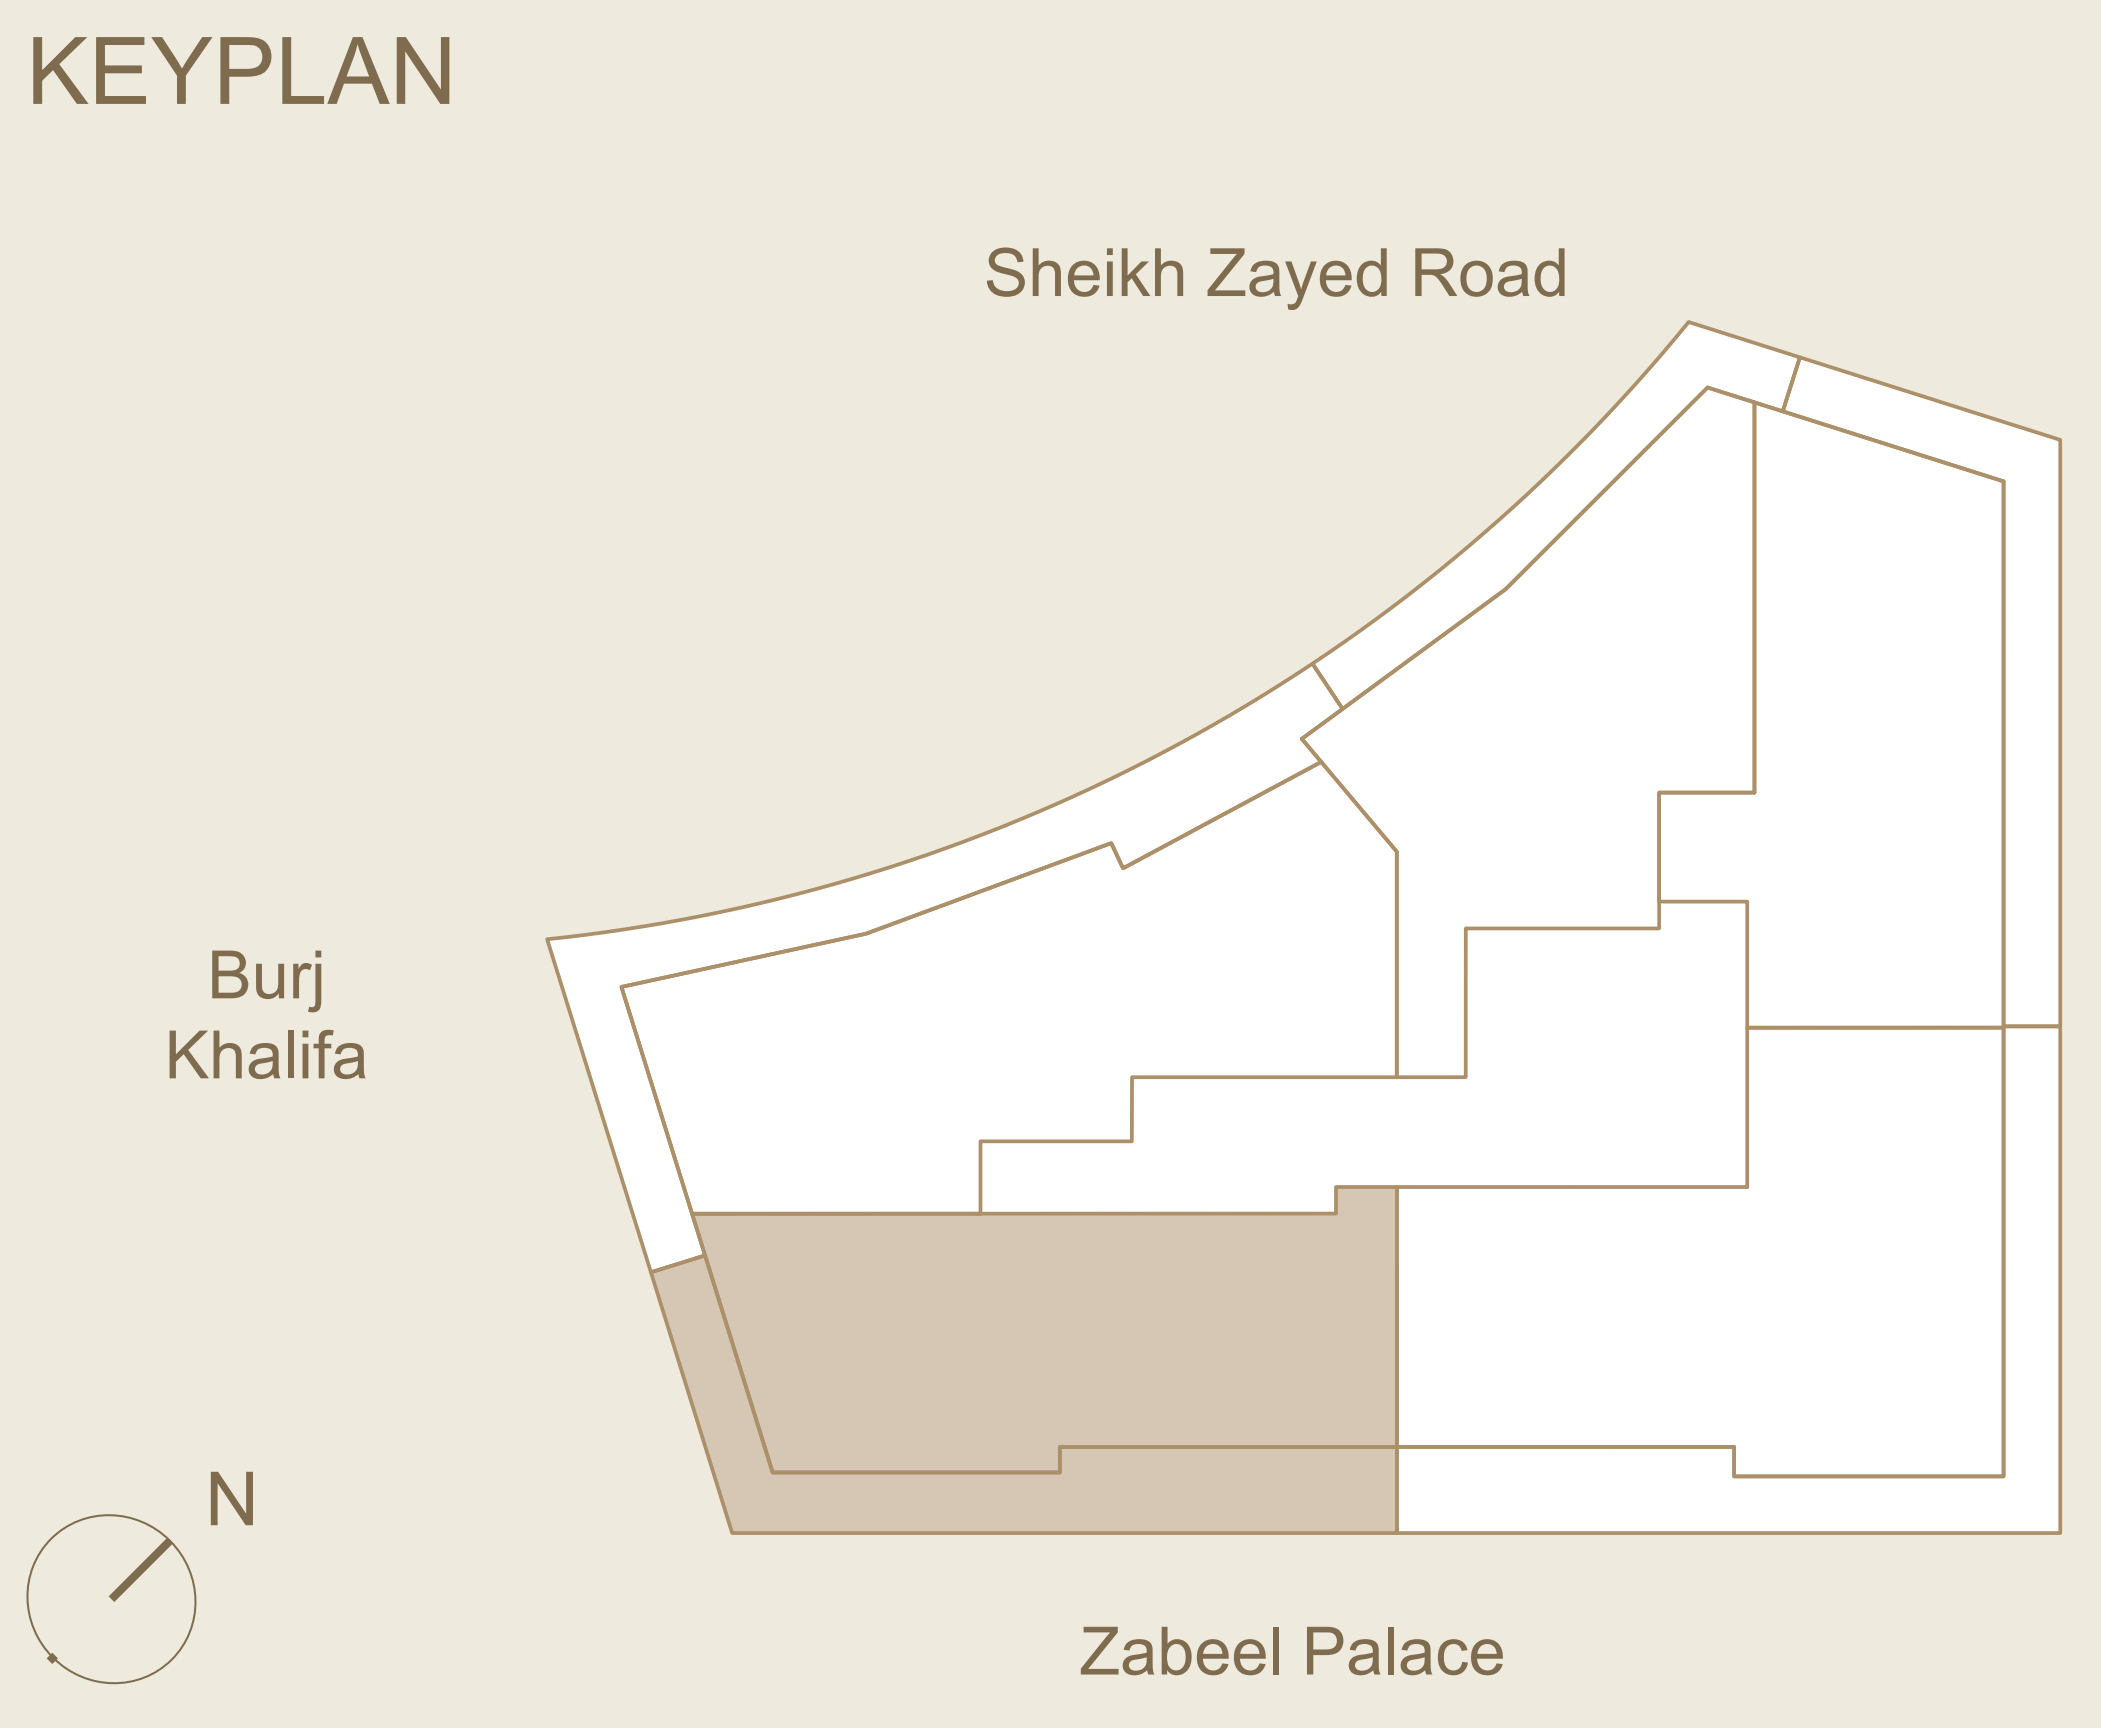 KEYPLAN
Sheikh Zayed Road
Burj
Khalifa
N
Zabeel Palace